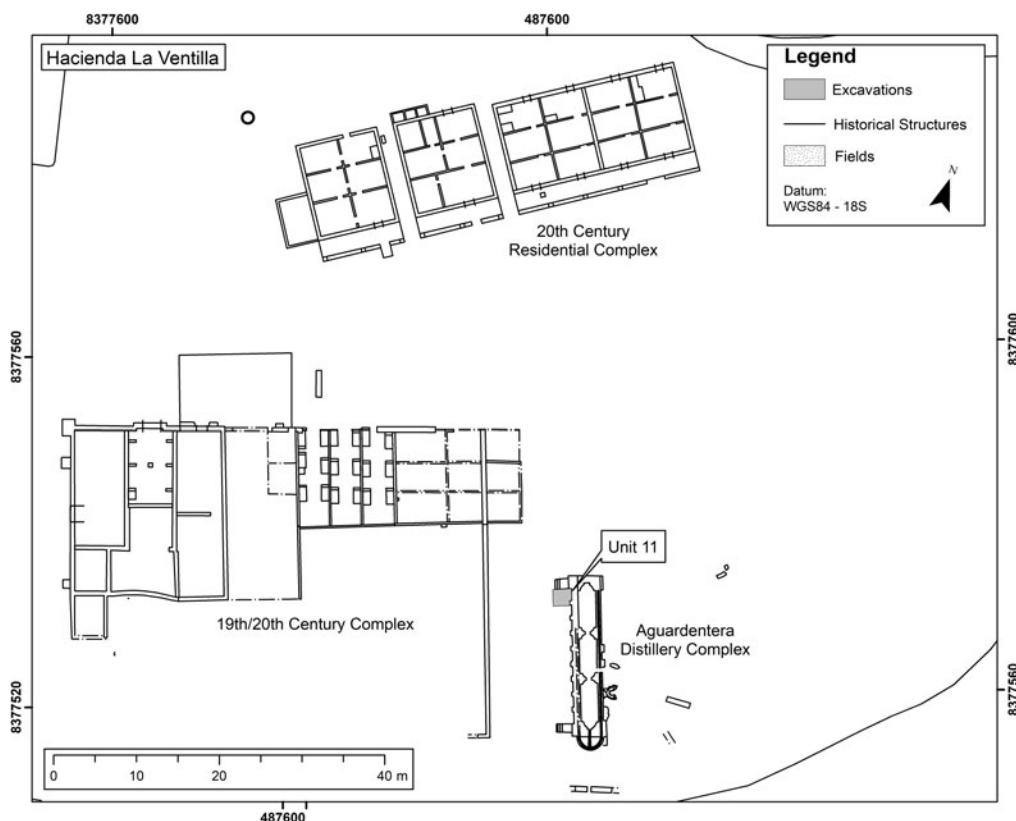 8377600
487600
Hacienda La Ventilla
Legend
Excavations
Historical Structures
Fields
Datum:
WGS84 - 18S
N
20th Century
Residential Complex
8377560
8377600
Unit 11
19th/20th Century Complex
Aguardentera
Distillery Complex
8377520
8377560
0 10 20 40 m
487600